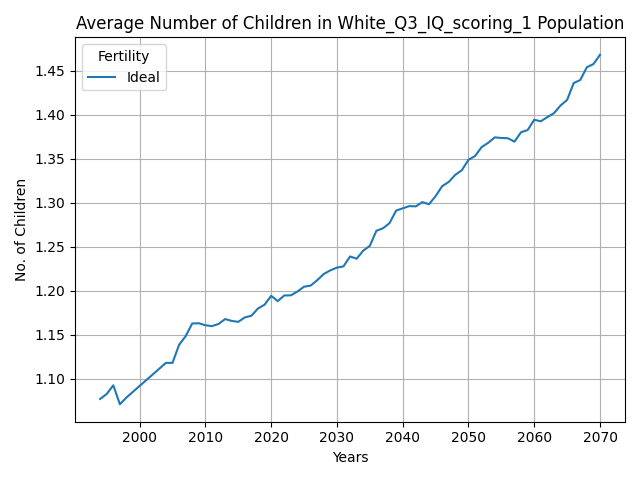 Average Number of Children in White_Q3_IQ_scoring_1 Population
Fertility
Ideal
No. of Children
1.45
1.40
1.35
1.30
1.25
1.20
1.15
1.10
2000 2010 2020 2030 2040 2050 2060 2070
Years